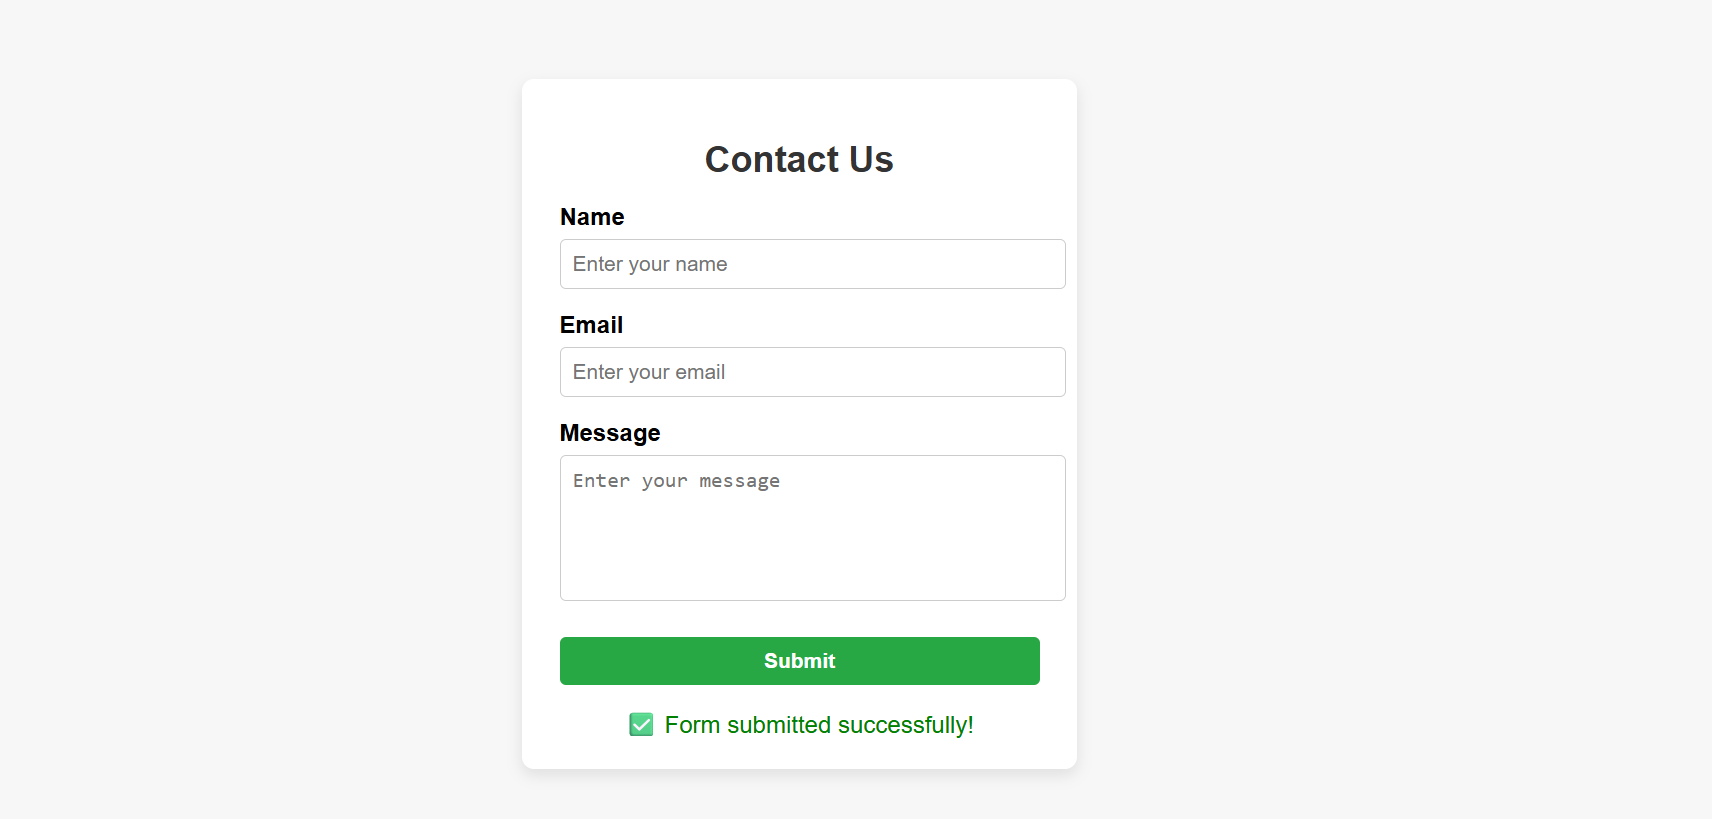 Contact Us
Name
Enter your name
Email
Enter your email
Message
Enter your message
Submit
✅ Form submitted successfully!